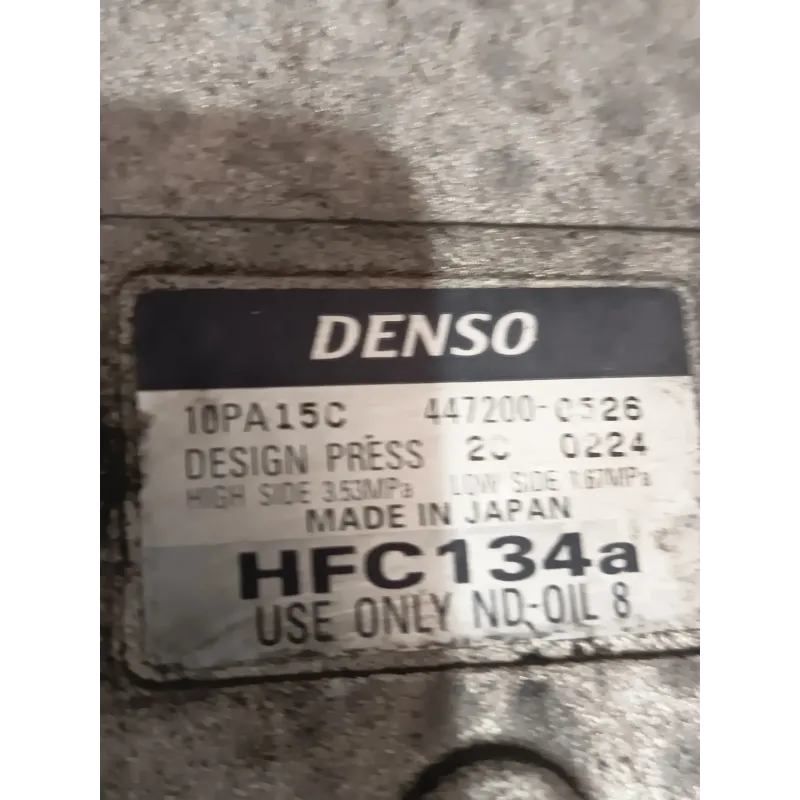 DENSO
10PA15C 447200-0526
DESIGN PRESS 2C 0224
HIGH SIDE 3.53MPa LOW SIDE 1.67MPa
MADE IN JAPAN
HFC134a
USE ONLY ND-OIL 8